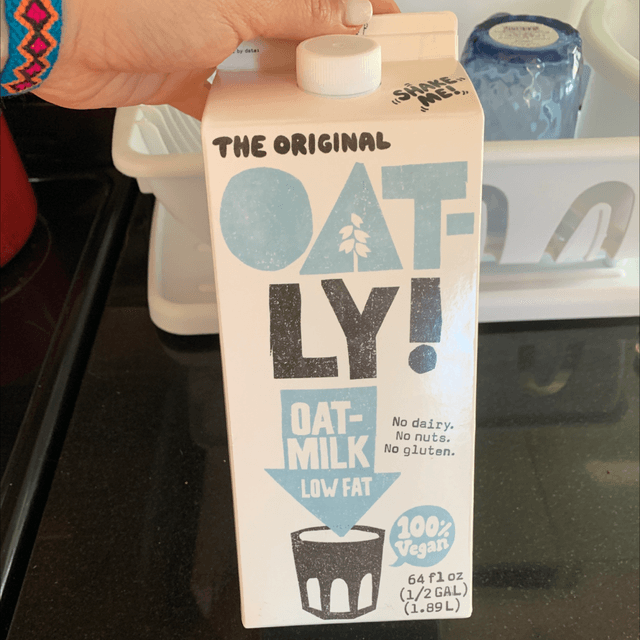 "SHAKE
ME!"
THE ORIGINAL
OAT-
LY!
OAT-
MILK
LOW FAT
No dairy.
No nuts.
No gluten.
100%
Vegan
64 fl oz
(1/2 GAL)
(1.89L)